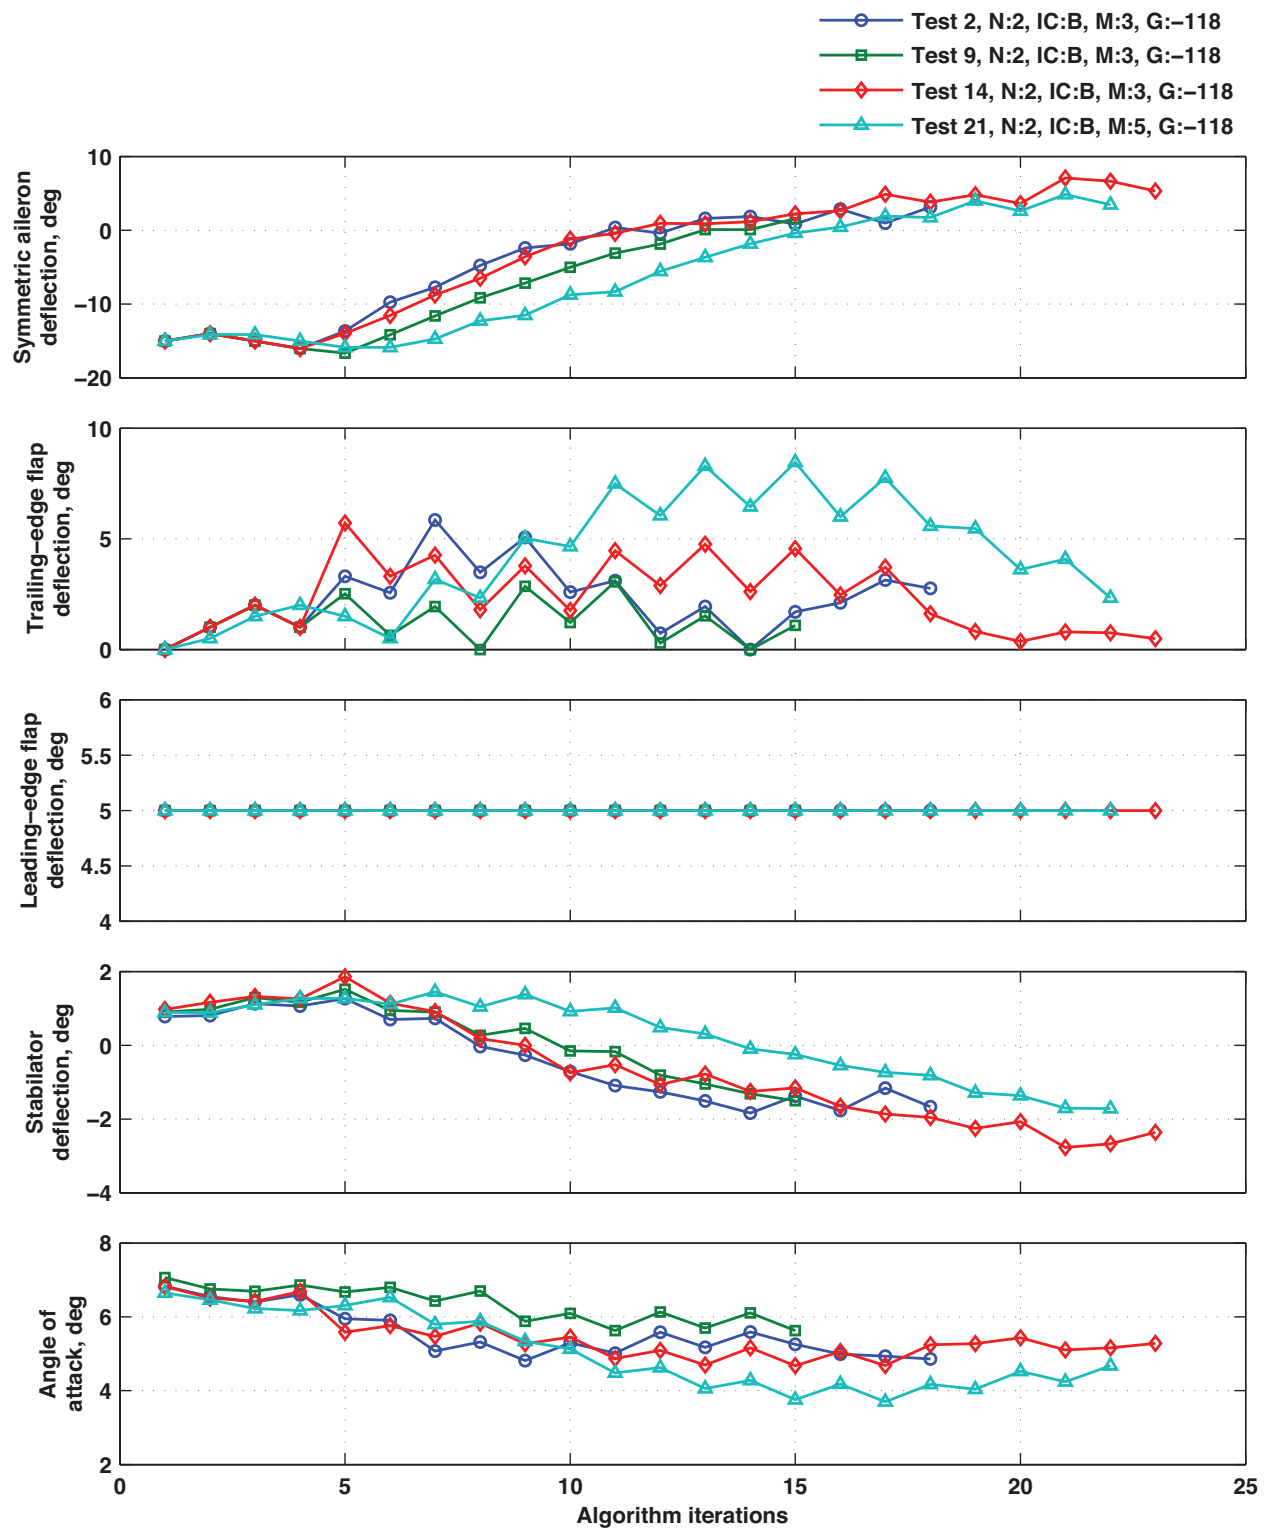 Test 2, N:2, IC:B, M:3, G:−118
Test 9, N:2, IC:B, M:3, G:−118
Test 14, N:2, IC:B, M:3, G:−118
Test 21, N:2, IC:B, M:5, G:−118
Symmetric aileron
deflection, deg
10
0
−10
−20
Trailing−edge flap
deflection, deg
10
5
0
Leading−edge flap
deflection, deg
6
5.5
5
4.5
4
Stabilator
deflection, deg
2
0
−2
−4
Angle of
attack, deg
8
6
4
2
0 5 10 15 20 25
Algorithm iterations